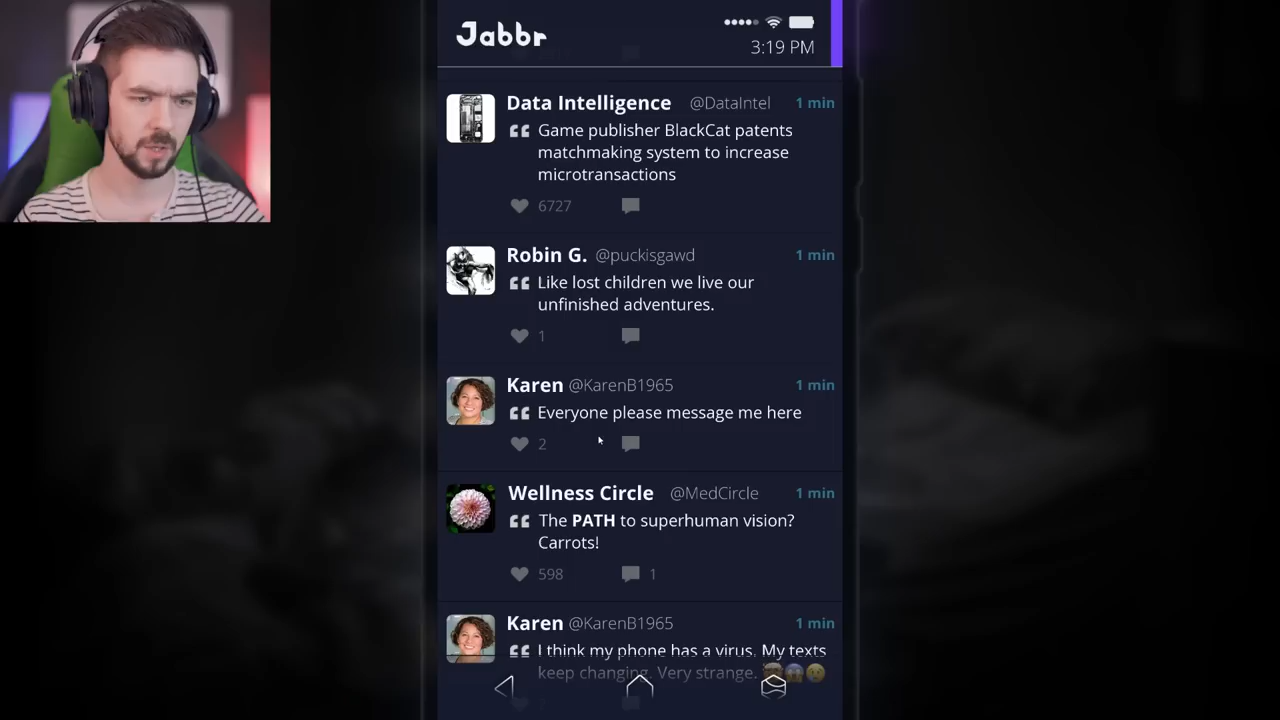 Jabbr
3:19 PM
Data Intelligence @DataIntel 1 min
Game publisher BlackCat patents
matchmaking system to increase
microtransactions
6727
Robin G. @puckisgawd 1 min
Like lost children we live our
unfinished adventures.
1
Karen @KarenB1965 1 min
Everyone please message me here
2
Wellness Circle @MedCircle 1 min
The PATH to superhuman vision?
Carrots!
598 1
Karen @KarenB1965 1 min
I think my phone has a virus. My texts
keep changing. Very strange.